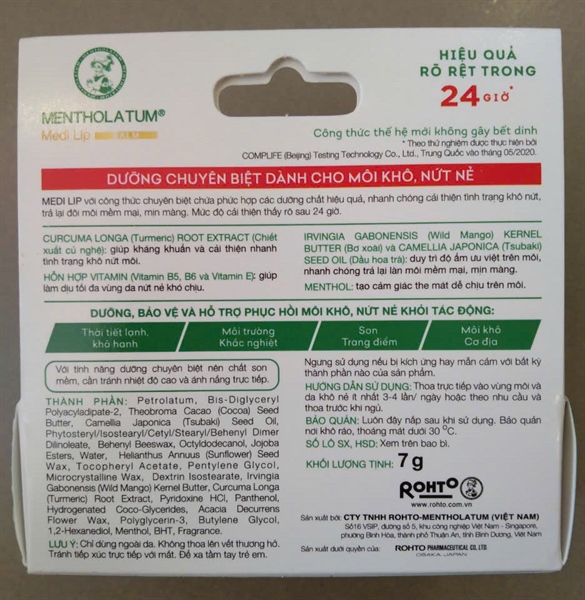 MENTHOLATUM®
Medi Lip BALM
HIỆU QUẢ
RÕ RỆT TRONG
24 GIỜ*
Công thức thế hệ mới không gây bết dính
* Theo thử nghiệm được thực hiện bởi
COMPLIFE (Beijing) Testing Technology Co., Ltd., Trung Quốc vào tháng 05/2020.
DƯỠNG CHUYÊN BIỆT DÀNH CHO MÔI KHÔ, NỨT NẺ
MEDI LIP với công thức chuyên biệt chứa phức hợp các dưỡng chất hiệu quả, nhanh chóng cải thiện tình trạng khô nứt,
trả lại đôi môi mềm mại, mịn màng. Mức độ cải thiện thấy rõ sau 24 giờ.
CURCUMA LONGA (Turmeric) ROOT EXTRACT (Chiết
xuất củ nghệ): giúp kháng khuẩn và cải thiện nhanh
tình trạng khô nứt môi.
HỖN HỢP VITAMIN (Vitamin B5, B6 và Vitamin E): giúp
làm dịu tối đa vùng da nứt nẻ khó chịu.
IRVINGIA GABONENSIS (Wild Mango) KERNEL
BUTTER (Bơ xoài) và CAMELLIA JAPONICA (Tsubaki)
SEED OIL (Dầu hoa trà): duy trì độ ẩm ưu việt trên môi,
nhanh chóng trả lại làn môi mềm mại, mịn màng.
MENTHOL: tạo cảm giác the mát dễ chịu trên môi.
DƯỠNG, BẢO VỆ VÀ HỖ TRỢ PHỤC HỒI MÔI KHÔ, NỨT NẺ KHỎI TÁC ĐỘNG:
Thời tiết lạnh,
khô hanh
Môi trường
Khắc nghiệt
Son
Trang điểm
Môi khô
Cơ địa
Với tính năng dưỡng chuyên biệt nên chất son
mềm, cần tránh nhiệt độ cao và ánh nắng trực tiếp.
THÀNH PHẦN: Petrolatum, Bis-Diglyceryl
Polyacyladipate-2, Theobroma Cacao (Cocoa) Seed
Butter, Camellia Japonica (Tsubaki) Seed Oil,
Phytosteryl/Isostearyl/Cetyl/Stearyl/Behenyl Dimer
Dilinoleate, Behenyl Beeswax, Octyldodecanol, Jojoba
Esters, Water, Helianthus Annuus (Sunflower) Seed
Wax, Tocopheryl Acetate, Pentylene Glycol,
Microcrystalline Wax, Dextrin Isostearate, Irvingia
Gabonensis (Wild Mango) Kernel Butter, Curcuma Longa
(Turmeric) Root Extract, Pyridoxine HCl, Panthenol,
Hydrogenated Coco-Glycerides, Acacia Decurrens
Flower Wax, Polyglycerin-3, Butylene Glycol,
1,2-Hexanediol, Menthol, BHT, Fragrance.
LƯU Ý: Chỉ dùng ngoài da. Không thoa lên vết thương hở.
Tránh tiếp xúc trực tiếp với mắt. Để xa tầm tay trẻ em.
Ngưng sử dụng nếu bị kích ứng hay mẫn cảm với bất kỳ
thành phần nào của sản phẩm.
HƯỚNG DẪN SỬ DỤNG: Thoa trực tiếp vào vùng môi và
da khô nẻ ít nhất 3-4 lần/ ngày hoặc theo nhu cầu và
thoa trước khi ngủ.
BẢO QUẢN: Luôn đậy nắp sau khi sử dụng. Bảo quản
nơi khô ráo, thoáng mát dưới 30 °C.
SỐ LÔ SX, HSD: Xem trên bao bì.
KHỐI LƯỢNG TỊNH: 7g
ROHTO
www.rohto.com.vn
Sản xuất bởi: CTY TNHH ROHTO-MENTHOLATUM (VIỆT NAM)
Số16 VSIP, đường số 5, khu công nghiệp Việt Nam - Singapore,
phường Bình Hòa, thành phố Thuận An, tỉnh Bình Dương, Việt Nam
Sản xuất dưới quyền của: ROHTO PHARMACEUTICAL CO., LTD.
OSAKA, JAPAN